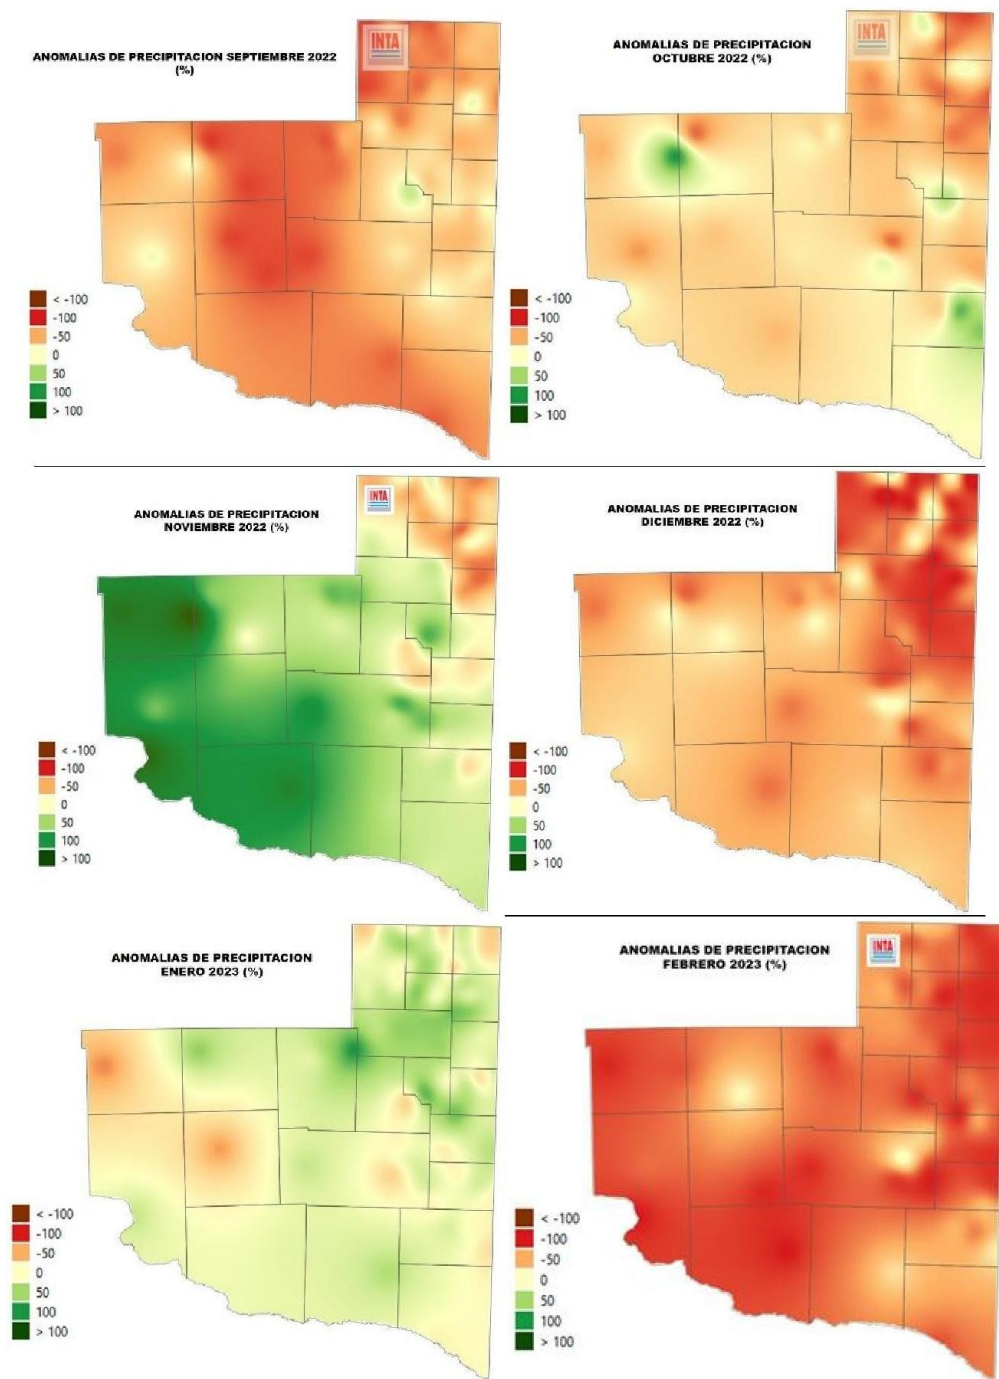 ANOMALIAS DE PRECIPITACION SEPTIEMBRE 2022
(%)
INTA
< -100
-100
-50
0
50
100
> 100
ANOMALIAS DE PRECIPITACION
OCTUBRE 2022 (%)
INTA
< -100
-100
-50
0
50
100
> 100
ANOMALIAS DE PRECIPITACION
NOVIEMBRE 2022 (%)
INTA
< -100
-100
-50
0
50
100
> 100
ANOMALIAS DE PRECIPITACION
DICIEMBRE 2022 (%)
< -100
-100
-50
0
50
100
> 100
ANOMALIAS DE PRECIPITACION
ENERO 2023 (%)
< -100
-100
-50
0
50
100
> 100
ANOMALIAS DE PRECIPITACION
FEBRERO 2023 (%)
INTA
< -100
-100
-50
0
50
100
> 100